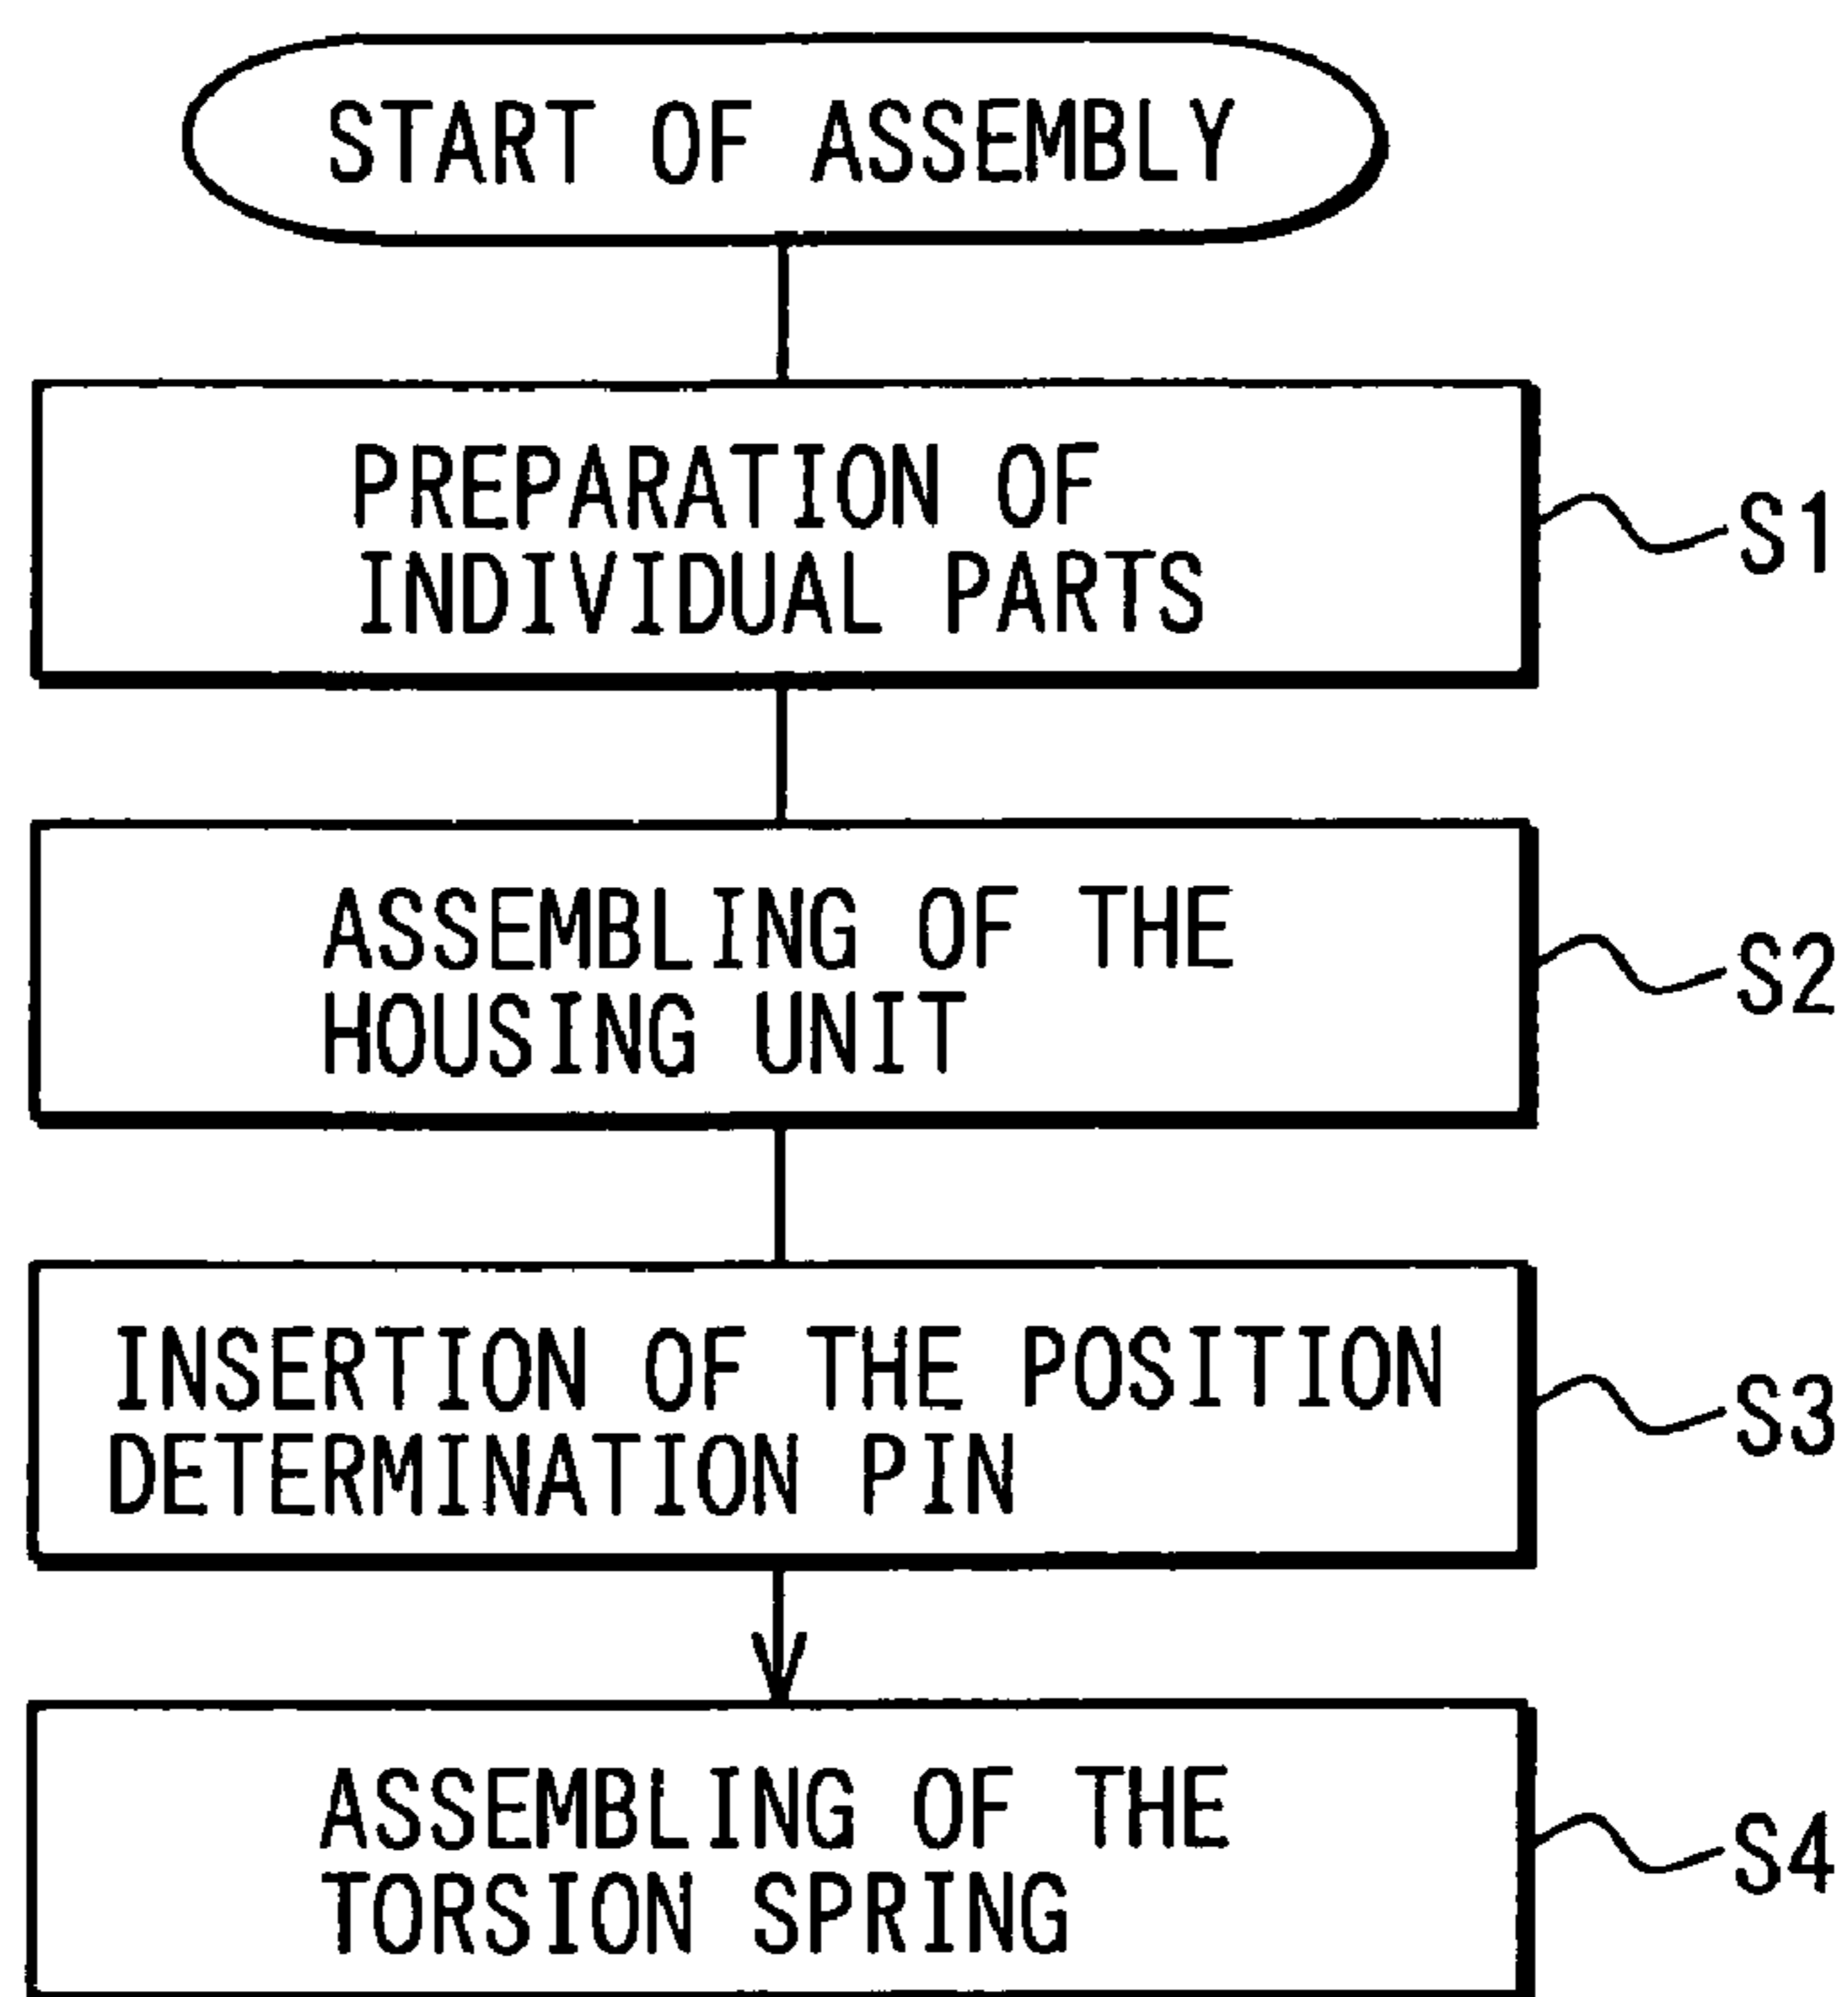 START OF ASSEMBLY
PREPARATION OF
INDIVIDUAL PARTS
S1
ASSEMBLING OF THE
HOUSING UNIT
S2
INSERTION OF THE POSITION
DETERMINATION PIN
S3
ASSEMBLING OF THE
TORSION SPRING
S4